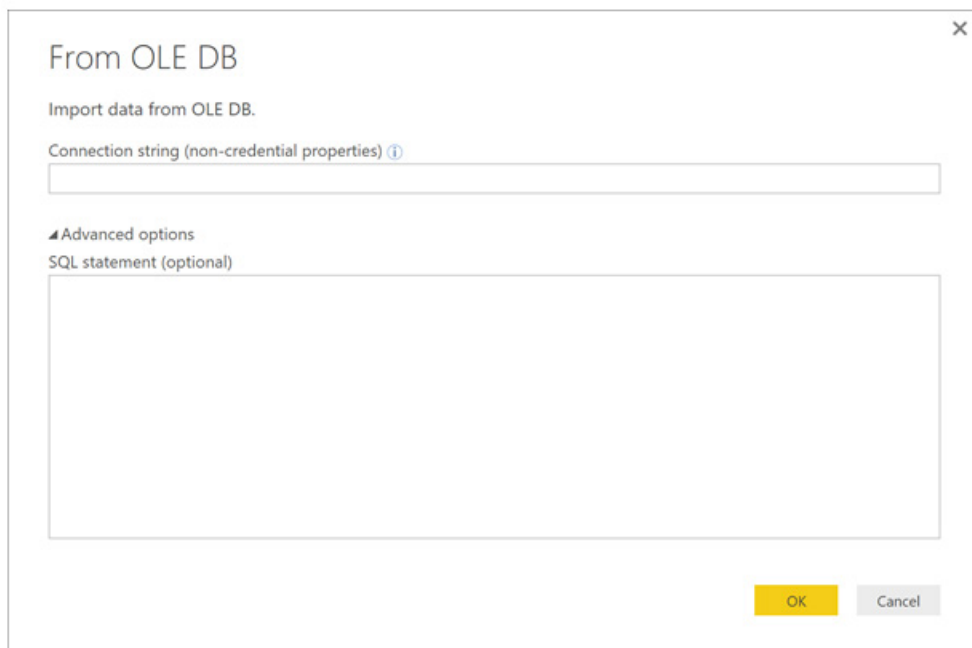 From OLE DB
Import data from OLE DB.
Connection string (non-credential properties)
Advanced options
SQL statement (optional)
OK
Cancel